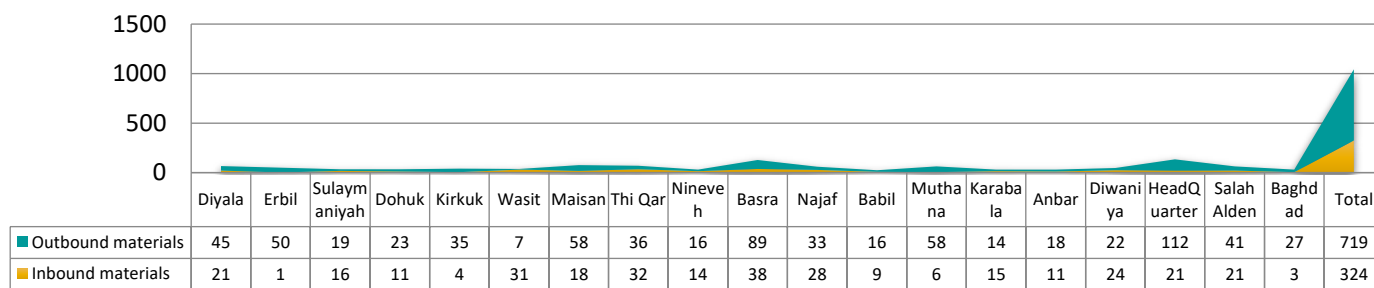 1500
1000
500
0
Diyala Erbil Sulaym aniyah Dohuk Kirkuk Wasit Maisan Thi Qar Ninev h Basra Najaf Babil Mutha na Karaba la Anbar Diwani ya HeadQ uarter Salah Alden Baghd ad Total
Outbound materials 45 50 19 23 35 7 58 36 16 89 33 16 58 14 18 22 112 41 27 719
Inbound materials 21 1 16 11 4 31 18 32 14 38 28 9 6 15 11 24 21 21 3 324